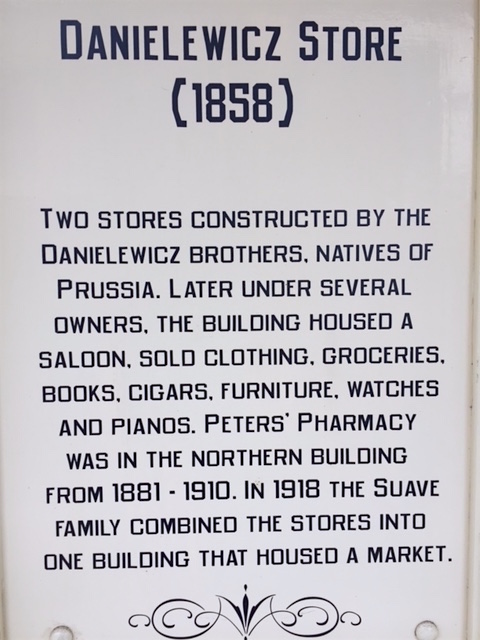 DANIELEWICZ STORE
(1858)
TWO STORES CONSTRUCTED BY THE
DANIELEWICZ BROTHERS, NATIVES OF
PRUSSIA. LATER UNDER SEVERAL
OWNERS, THE BUILDING HOUSED A
SALOON, SOLD CLOTHING, GROCERIES,
BOOKS, CIGARS, FURNITURE, WATCHES
AND PIANOS. PETERS' PHARMACY
WAS IN THE NORTHERN BUILDING
FROM 1881 - 1910. IN 1918 THE SUAVE
FAMILY COMBINED THE STORES INTO
ONE BUILDING THAT HOUSED A MARKET.